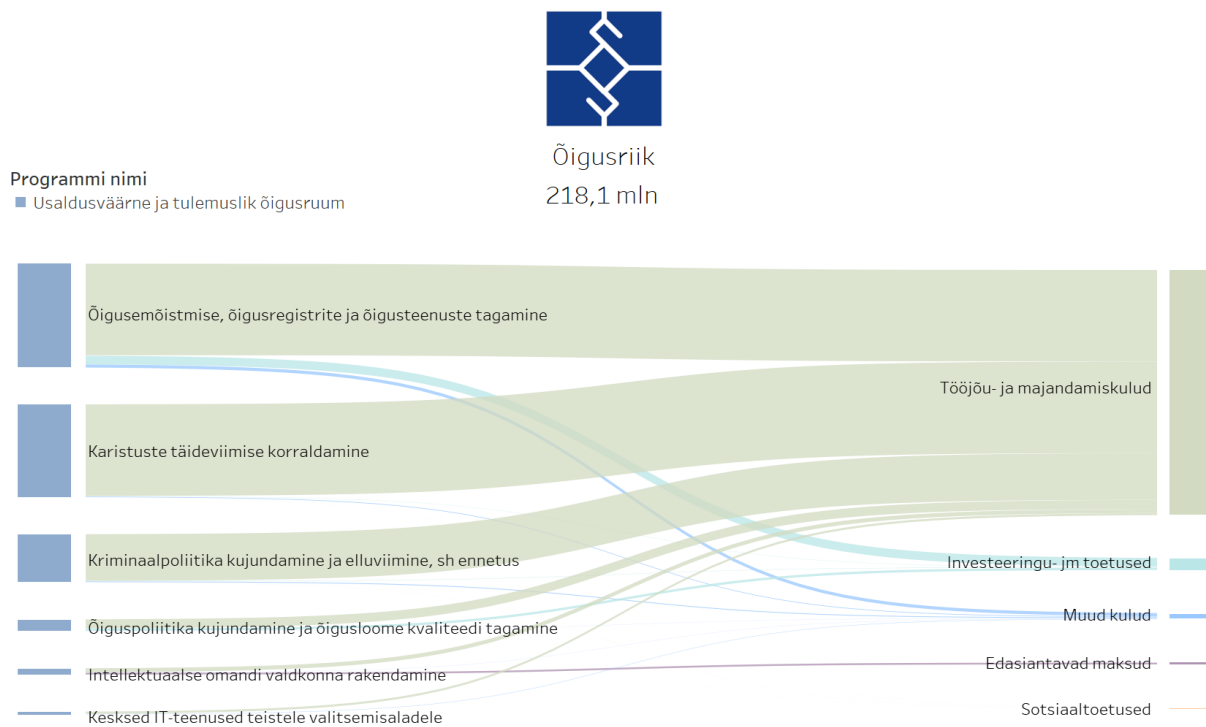 Õigusriik
218,1 mln
Programmi nimi
Usaldusväärne ja tulemuslik õigusruum
Õigusemõistmise, õigusregistrite ja õigusteenuste tagamine
Tööjõu- ja majandamiskulud
Karistuste täideviimise korraldamine
Kriminaalpoliitika kujundamine ja elluviimine, sh ennetus
Investeeringu- jm toetused
Muud kulud
Õiguspoliitika kujundamine ja õigusloome kvaliteedi tagamine
Edasiantavad maksud
Intellektuaalse omandi valdkonna rakendamine
Sotsiaaltoetused
Kesksed IT-teenused teistele valitsemisaladele